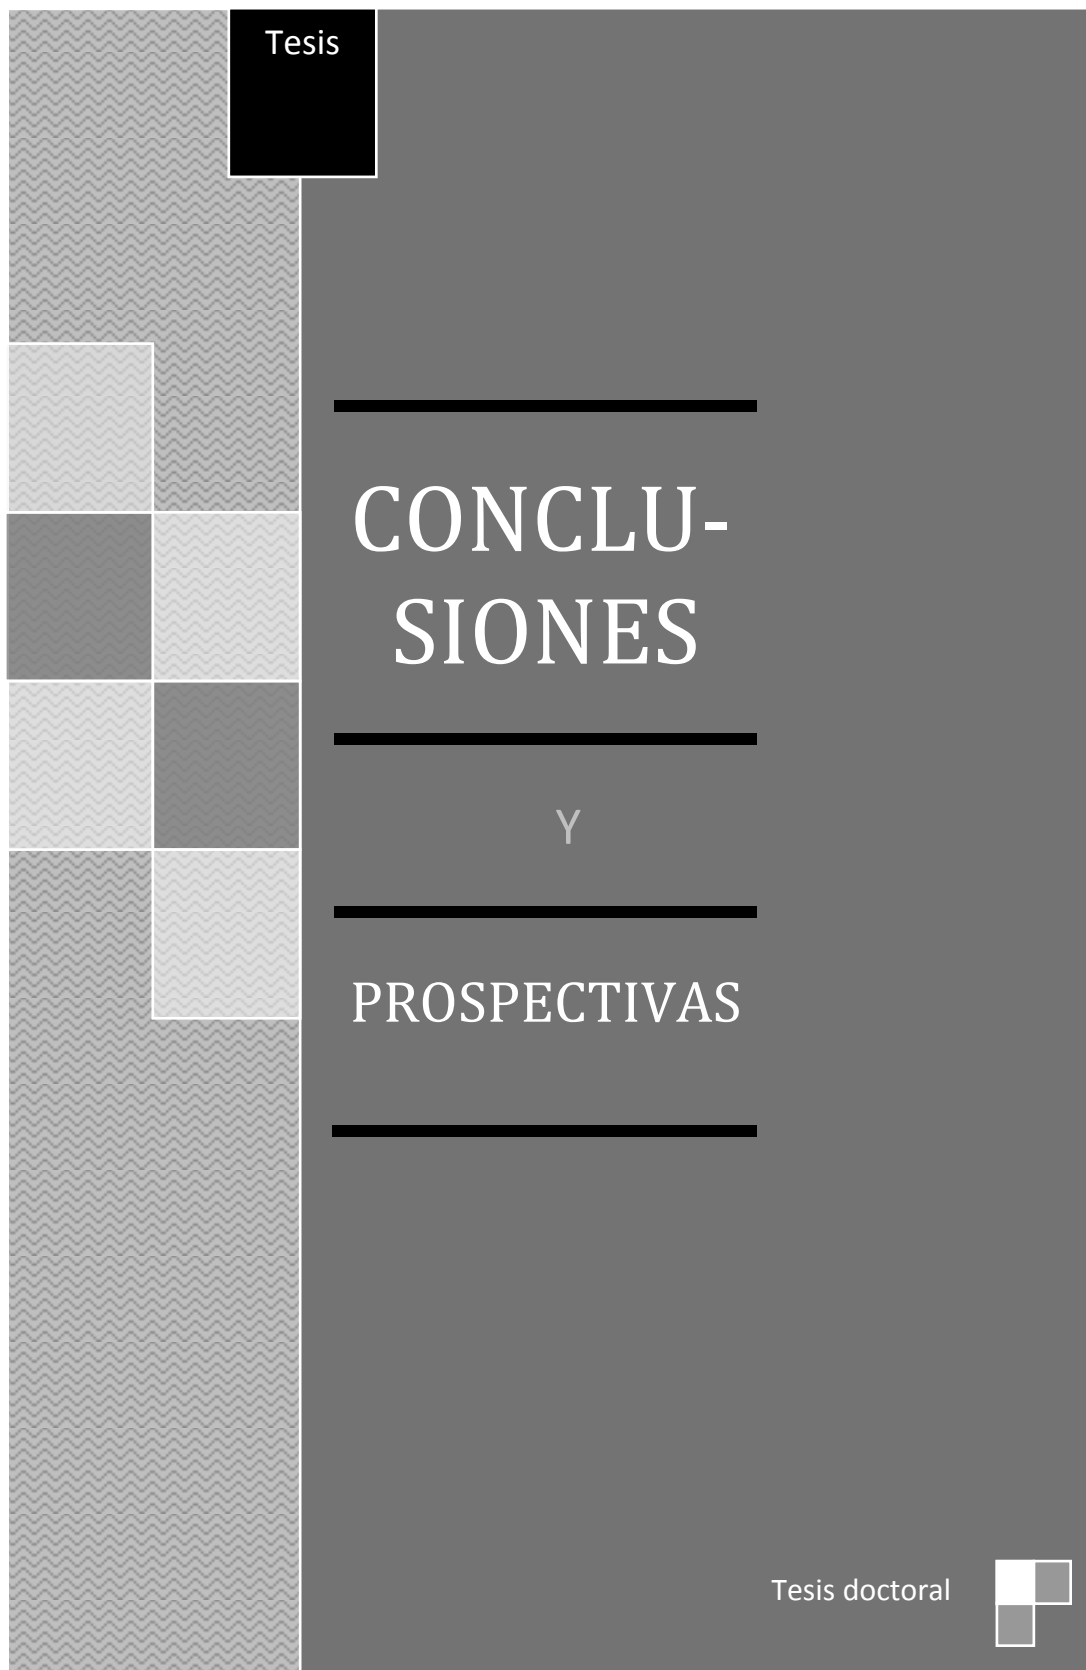 Tesis
CONCLU-
SIONES
Y
PROSPECTIVAS
Tesis doctoral